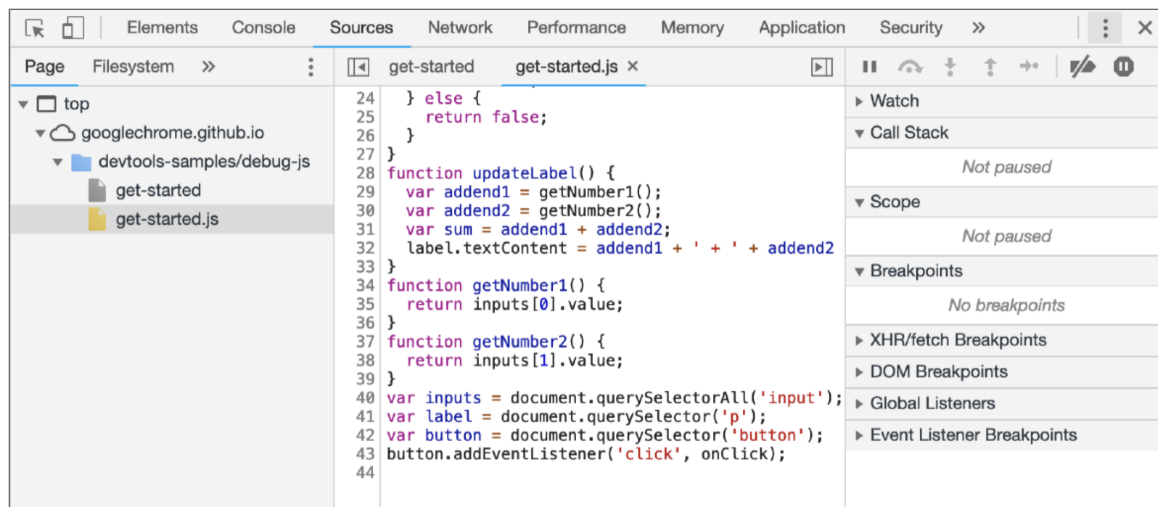 Elements Console Sources Network Performance Memory Application Security »
Page Filesystem »
top
googlechrome.github.io
devtools-samples/debug-js
get-started
get-started.js
get-started get-started.js ×
24 } else {
25 return false;
26 }
27 }
28 function updateLabel() {
29 var addend1 = getNumber1();
30 var addend2 = getNumber2();
31 var sum = addend1 + addend2;
32 label.textContent = addend1 + ' + ' + addend2
33 }
34 function getNumber1() {
35 return inputs[0].value;
36 }
37 function getNumber2() {
38 return inputs[1].value;
39 }
40 var inputs = document.querySelectorAll('input');
41 var label = document.querySelector('p');
42 var button = document.querySelector('button');
43 button.addEventListener('click', onClick);
44
Watch
Call Stack
Not paused
Scope
Not paused
Breakpoints
No breakpoints
XHR/fetch Breakpoints
DOM Breakpoints
Global Listeners
Event Listener Breakpoints